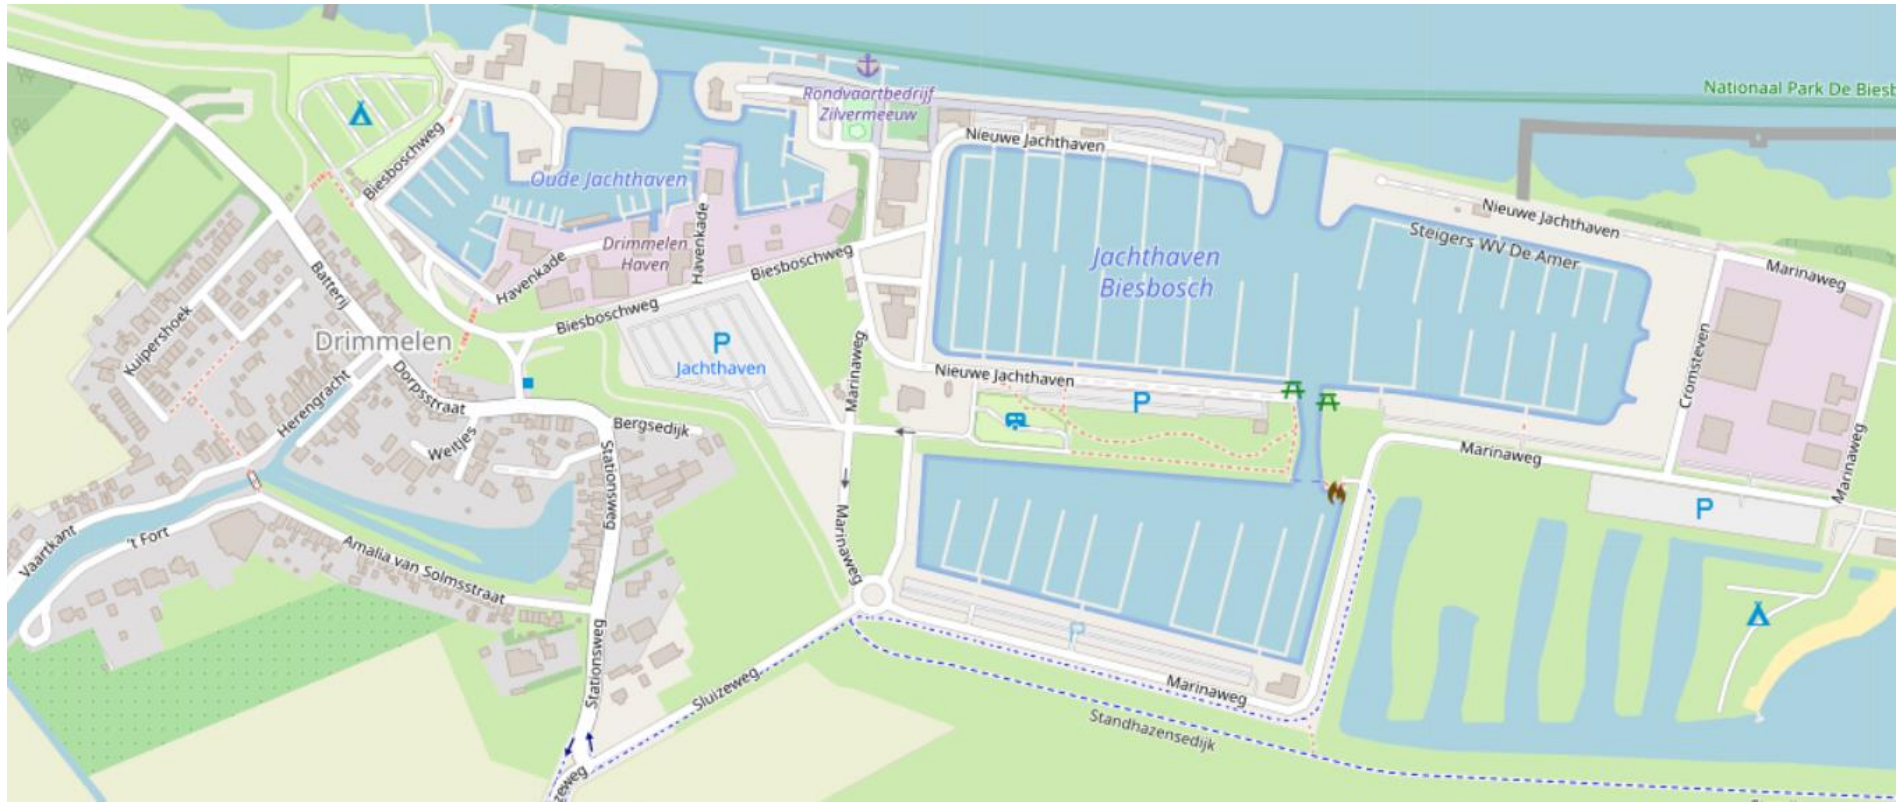 Nationaal Park De Biesb
Rondvaartbedrijf
Zilvermeeuw
Nieuwe Jachthaven
Biesboschweg
Oude Jachthaven
Nieuwe Jachthaven
Steigers WV De Amer
Drimmelen
Haven
Havenkade
Havenkade
Biesboschweg
Jachthaven
Biesbosch
Marinaweg
Batterij
Kuipershoek
Biesboschweg
Drimmelen
P
Jachthaven
Marinaweg
Nieuwe Jachthaven
P
Cromsteven
Herengracht
Dorpsstraat
Weitjes
Bergsedijk
Stationsweg
Marinaweg
Marinaweg
P
Vaartkant
't Fort
Amalia van Solmsstraat
Marinaweg
P
Stationsweg
Sluizeweg
Marinaweg
Standhazensedijk
zeweg